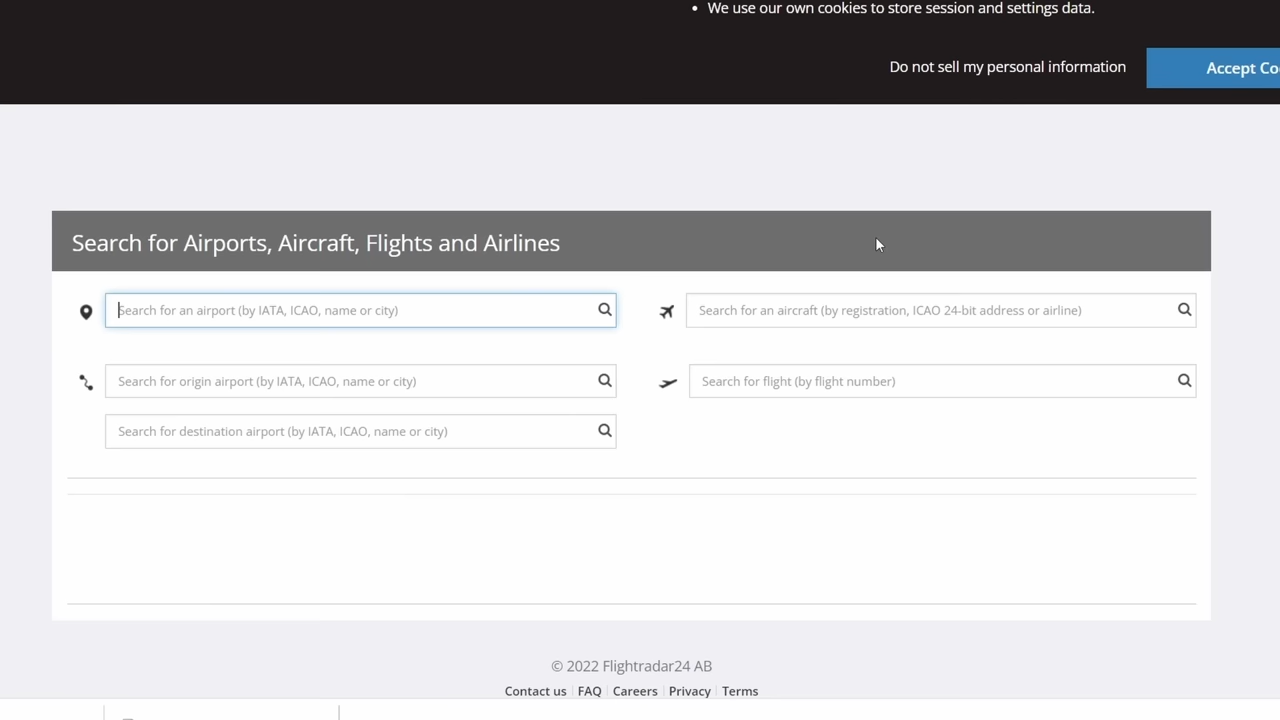 We use our own cookies to store session and settings data.
Do not sell my personal information
Accept
Search for Airports, Aircraft, Flights and Airlines
Search for an airport (by IATA, ICAO, name or city)
Search for an aircraft (by registration, ICAO 24-bit address or airline)
Search for origin airport (by IATA, ICAO, name or city)
Search for flight (by flight number)
Search for destination airport (by IATA, ICAO, name or city)
© 2022 Flightradar24 AB
Contact us FAQ Careers Privacy Terms